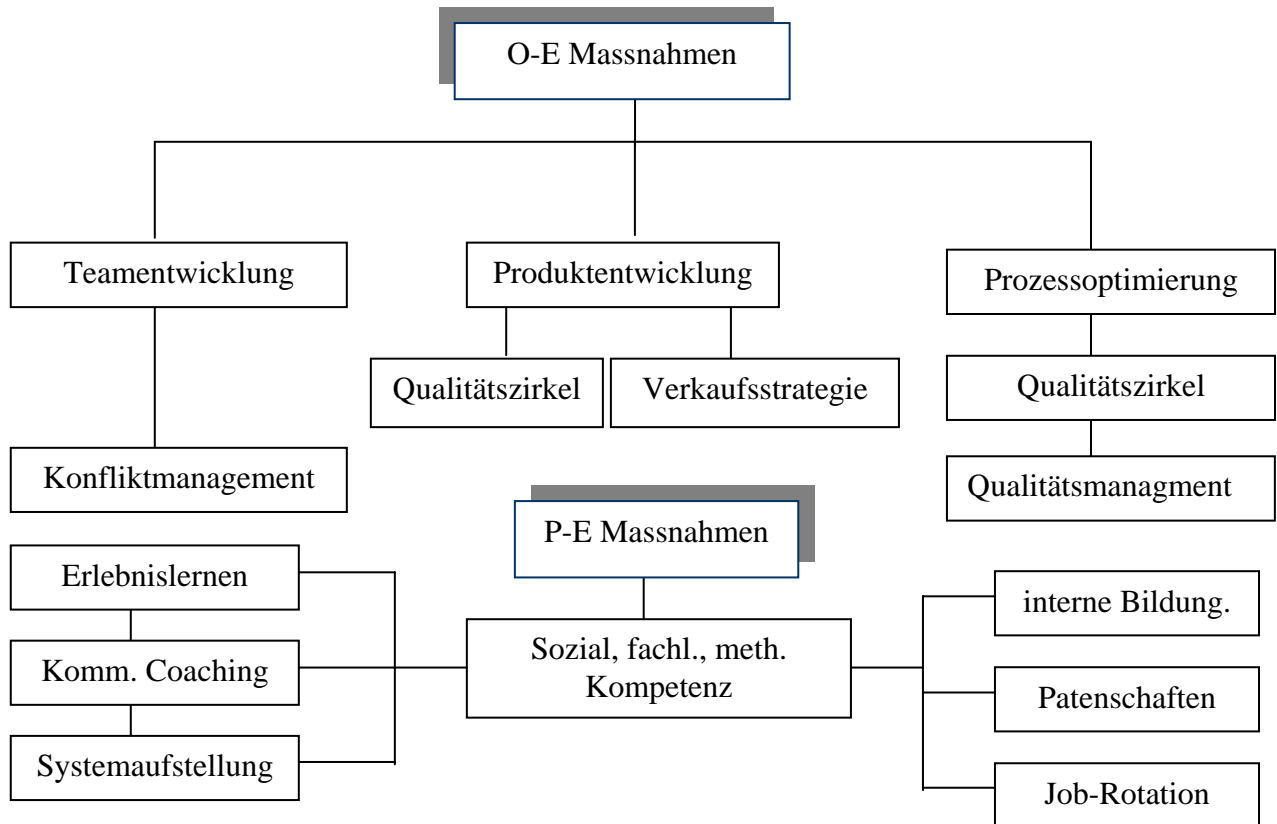 O-E Massnahmen
Teamentwicklung
Produktentwicklung
Prozessoptimierung
Qualitätszirkel
Verkaufsstrategie
Qualitätszirkel
Konfliktmanagement
Qualitätsmanagment
P-E Massnahmen
Erlebnislernen
Komm. Coaching
Systemaufstellung
Sozial, fachl., meth.
Kompetenz
interne Bildung.
Patenschaften
Job-Rotation